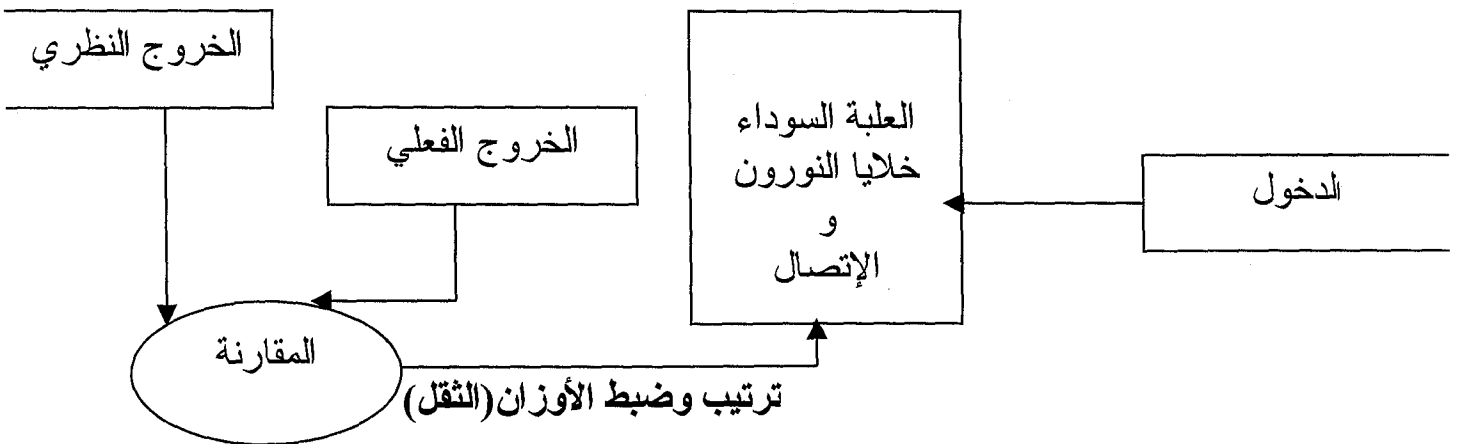 الخروج النظري
الخروج الفعلي
العلبة السوداء
خلايا النورون
و
الإتصال
الدخول
المقارنة
ترتيب وضبط الأوزان(الثقل)